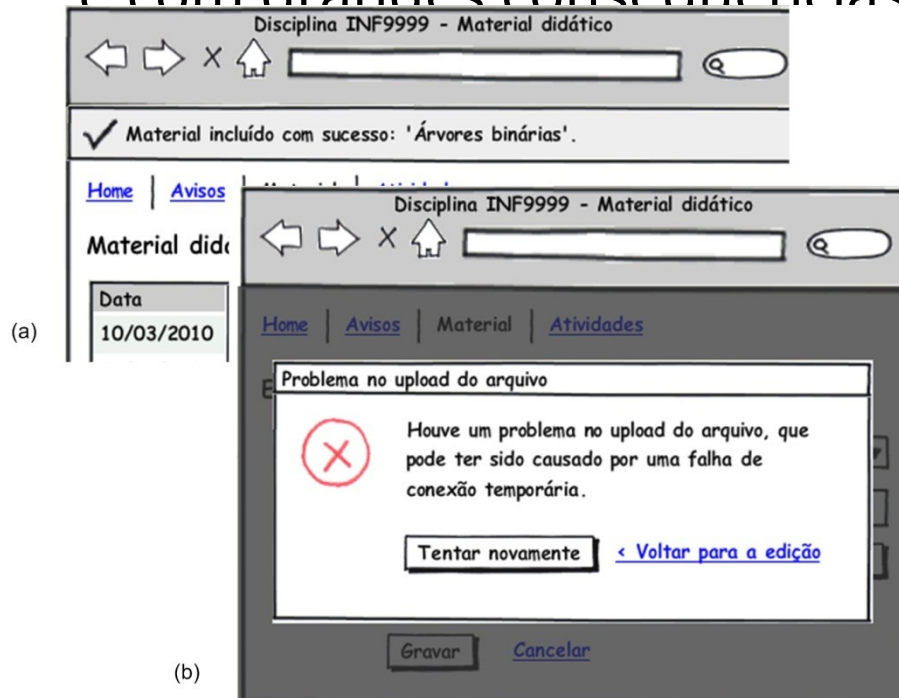 Disciplina INF9999 - Material didático
Material incluído com sucesso: 'Árvores binárias'.
Home | Avisos
Material
Data
10/03/2010
(a)
Disciplina INF9999 - Material didático
Home | Avisos | Material | Atividades
Problema no upload do arquivo
Houve um problema no upload do arquivo, que
pode ter sido causado por uma falha de
conexão temporária.
Tentar novamente
< Voltar para a edição
Gravar
Cancelar
(b)